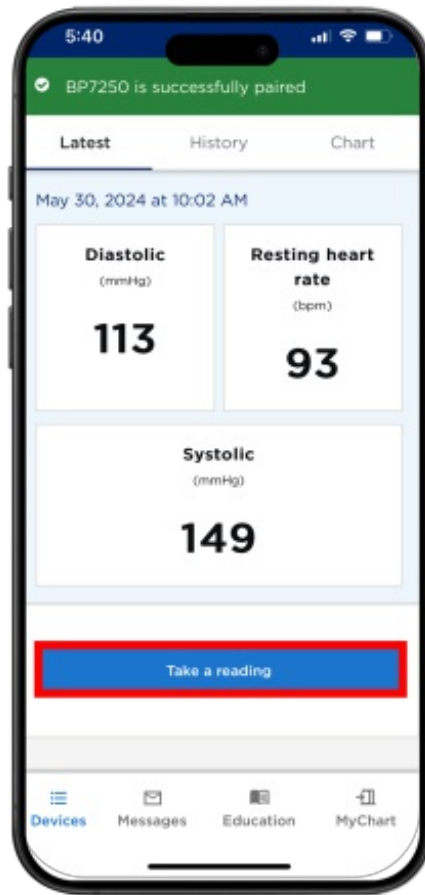 5:40
BP7250 is successfully paired
Latest History Chart
May 30, 2024 at 10:02 AM
Diastolic
(mmHg)
113
Resting heart
rate
(bpm)
93
Systolic
(mmHg)
149
Take a reading
Devices Messages Education MyChart